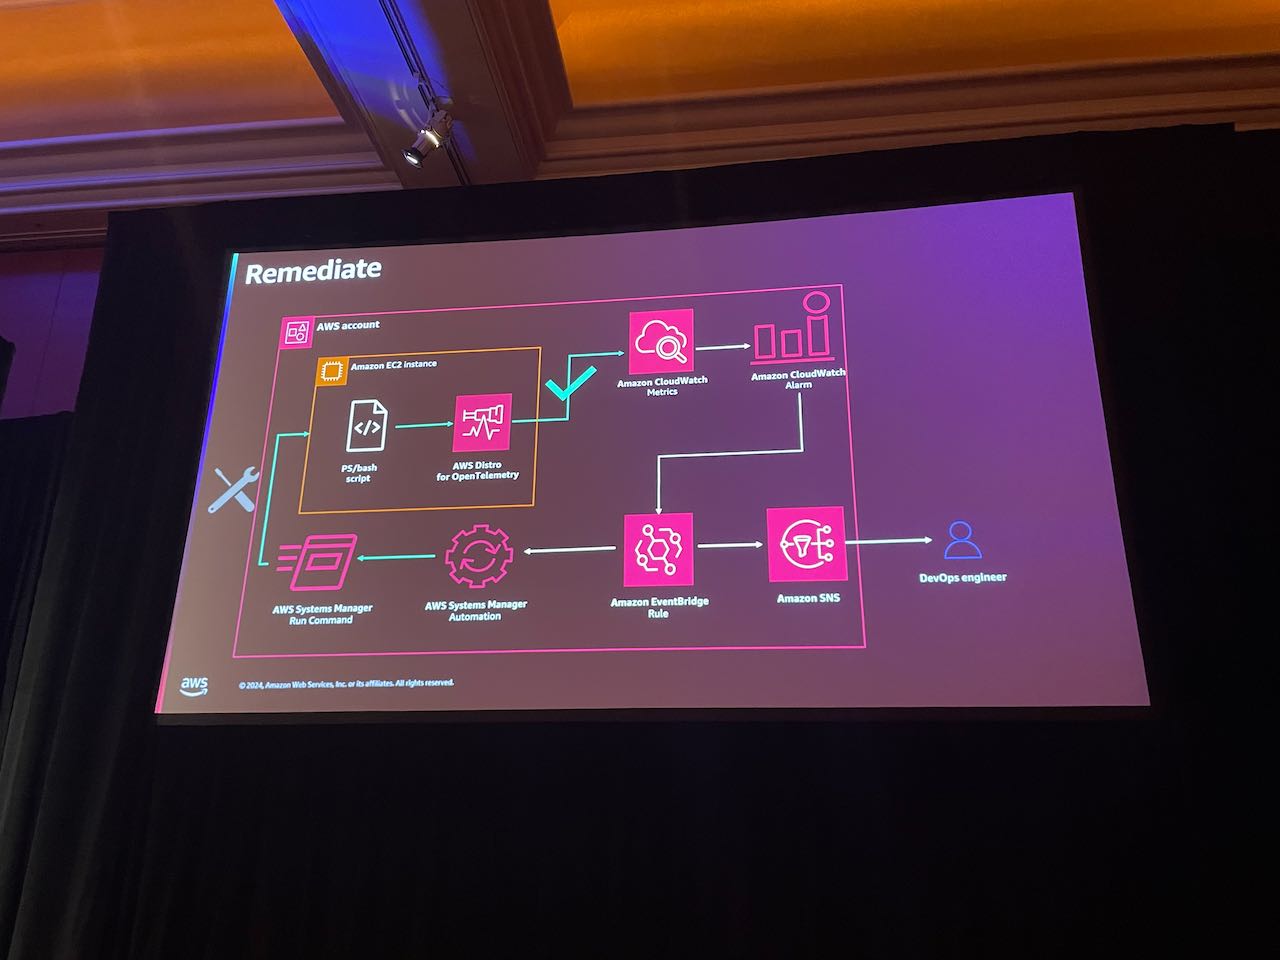 Remediate
AWS account
Amazon EC2 instance
</>
PS/bash
script
AWS Distro
for OpenTelemetry
Amazon CloudWatch
Metrics
Amazon CloudWatch
Alarm
AWS Systems Manager
Run Command
AWS Systems Manager
Automation
Amazon EventBridge
Rule
Amazon SNS
DevOps engineer
aws
© 2024, Amazon Web Services, Inc. or its affiliates. All rights reserved.